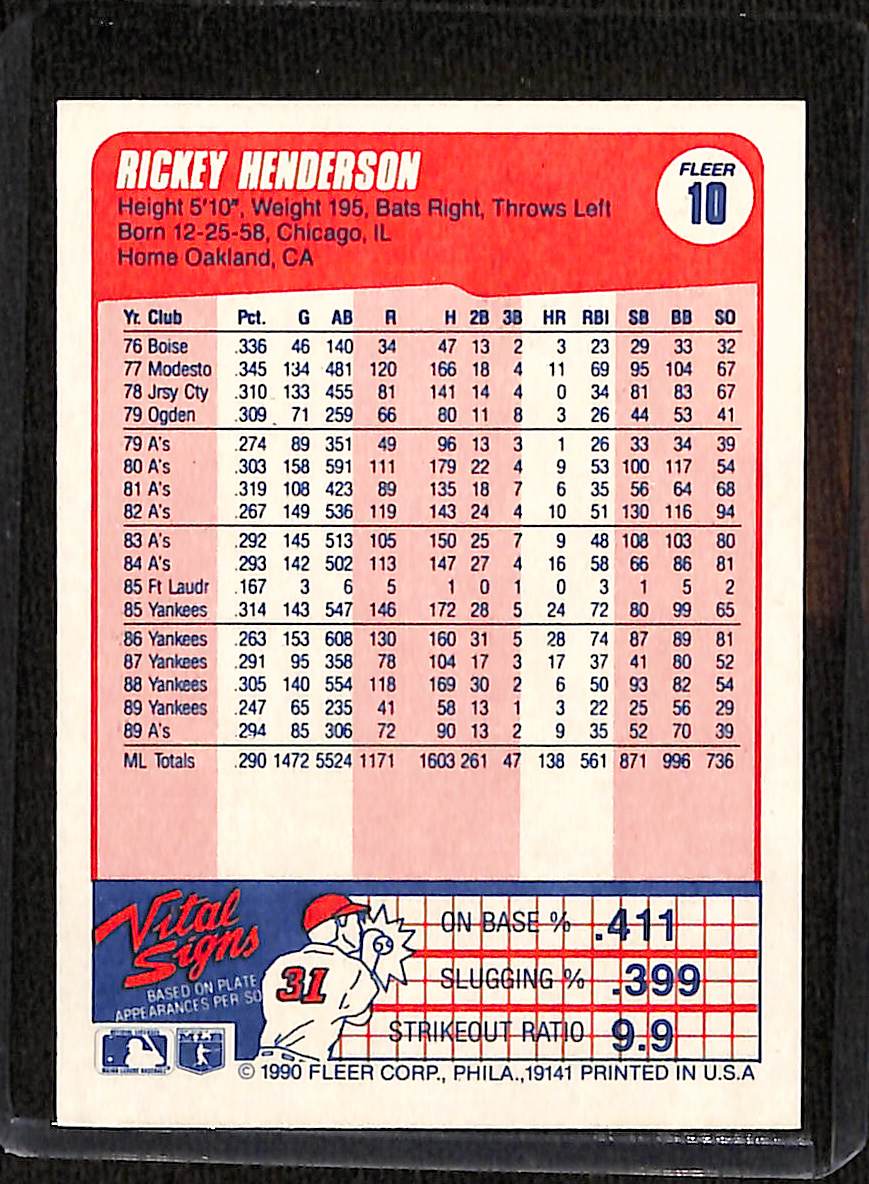 RICKEY HENDERSON
FLEER
10
Height 5'10", Weight 195, Bats Right, Throws Left
Born 12-25-58, Chicago, IL
Home Oakland, CA
Yr. Club Pct. G AB R H 2B 3B HR RBI SB BB SO
76 Boise .336 46 140 34 47 13 2 3 23 29 33 32
77 Modesto .345 134 481 120 166 18 4 11 69 95 104 67
78 Jrsy Cty .310 133 455 81 141 14 4 0 34 81 83 67
79 Ogden .309 71 259 66 80 11 8 3 26 44 53 41
79 A's .274 89 351 49 96 13 3 1 26 33 34 39
80 A's .303 158 591 111 179 22 4 9 53 100 117 54
81 A's .319 108 423 89 135 18 7 6 35 56 64 68
82 A's .267 149 536 119 143 24 4 10 51 130 116 94
83 A's .292 145 513 105 150 25 7 9 48 108 103 80
84 A's .293 142 502 113 147 27 4 16 58 66 86 81
85 Ft Laudr .167 3 6 5 1 0 1 0 3 1 5 2
85 Yankees .314 143 547 146 172 28 5 24 72 80 99 65
86 Yankees .263 153 608 130 160 31 5 28 74 87 89 81
87 Yankees .291 95 358 78 104 17 3 17 37 41 80 52
88 Yankees .305 140 554 118 169 30 2 6 50 93 82 54
89 Yankees .247 65 235 41 58 13 1 3 22 25 56 29
89 A's .294 85 306 72 90 13 2 9 35 52 70 39
ML Totals .290 1472 5524 1171 1603 261 47 138 561 871 996 736
Vital
Signs
BASED ON PLATE
APPEARANCES PER SO
31
ON BASE % .411
SLUGGING % .399
STRIKEOUT RATIO 9.9
© 1990 FLEER CORP., PHILA.,19141 PRINTED IN U.S.A